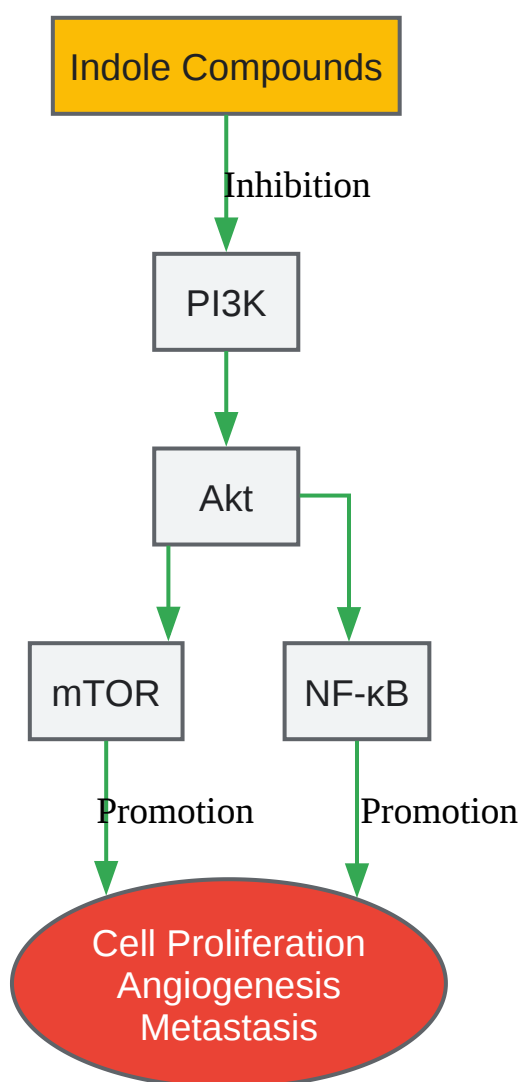 Indole Compounds
Inhibition
PI3K
Akt
mTOR
NF-κB
Promotion
Promotion
Cell Proliferation
Angiogenesis
Metastasis